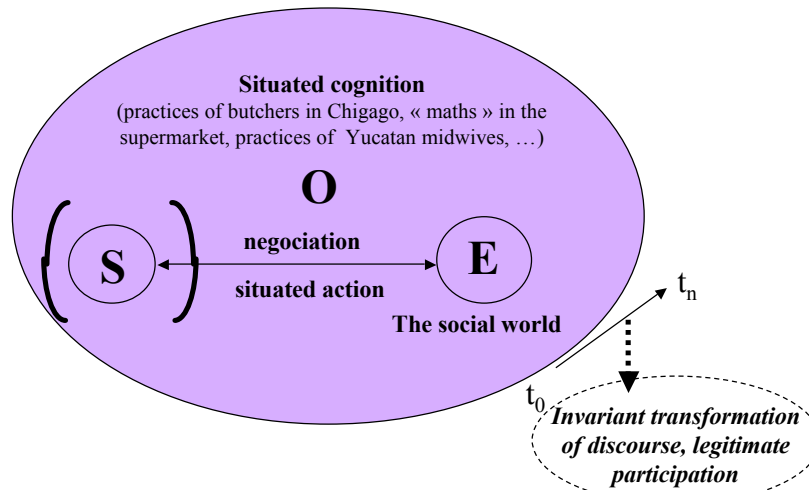 Situated cognition
(practices of butchers in Chigago, « maths » in the
supermarket, practices of Yucatan midwives, …)
O
negociation
S
E
situated action
The social world
tn
t0
Invariant transformation
of discourse, legitimate
participation